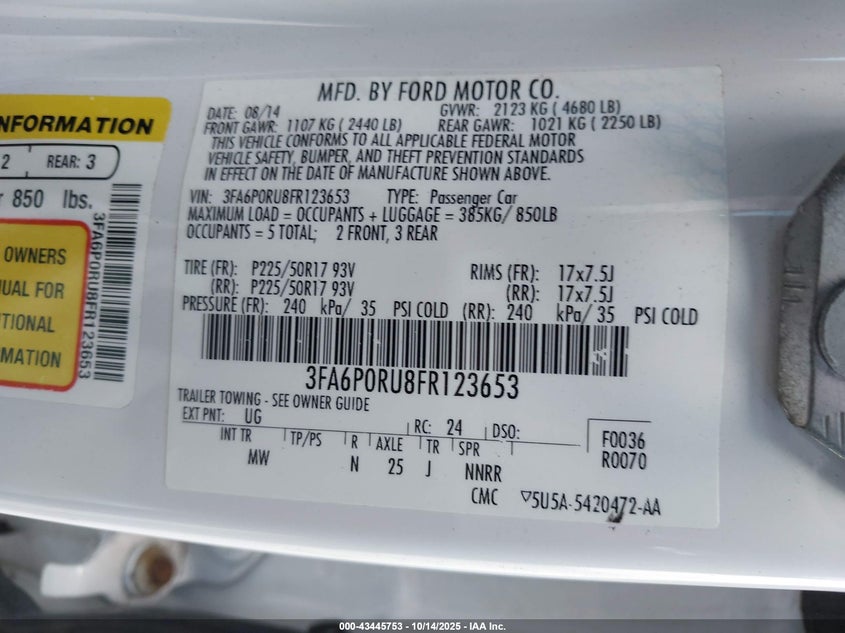 NFORMATION
2 REAR: 3
850 lbs.
OWNERS
UAL FOR
TIONAL
MATION
3FA6P0RU8FR123653
MFD. BY FORD MOTOR CO.
DATE: 08/14 GVWR: 2123 KG ( 4680 LB)
FRONT GAWR: 1107 KG ( 2440 LB) REAR GAWR: 1021 KG ( 2250 LB)
THIS VEHICLE CONFORMS TO ALL APPLICABLE FEDERAL MOTOR
VEHICLE SAFETY, BUMPER, AND THEFT PREVENTION STANDARDS
IN EFFECT ON THE DATE OF MANUFACTURE SHOWN ABOVE.
VIN: 3FA6P0RU8FR123653 TYPE: Passenger Car
MAXIMUM LOAD = OCCUPANTS + LUGGAGE = 385KG/ 850LB
OCCUPANTS = 5 TOTAL; 2 FRONT, 3 REAR
TIRE (FR): P225/50R17 93V RIMS (FR): 17x7.5J
(RR): P225/50R17 93V (RR): 17x7.5J
PRESSURE (FR): 240 kPa/ 35 PSI COLD (RR): 240 kPa/ 35 PSI COLD
3FA6P0RU8FR123653
TRAILER TOWING - SEE OWNER GUIDE
EXT PNT: UG RC: 24 DSO: F0036
INT TR TP/PS R AXLE TR SPR R0070
MW N 25 J NNRR
CMC 5U5A-5420472-AA
000 -43445753 - 10/14/2025 - IAA Inc.